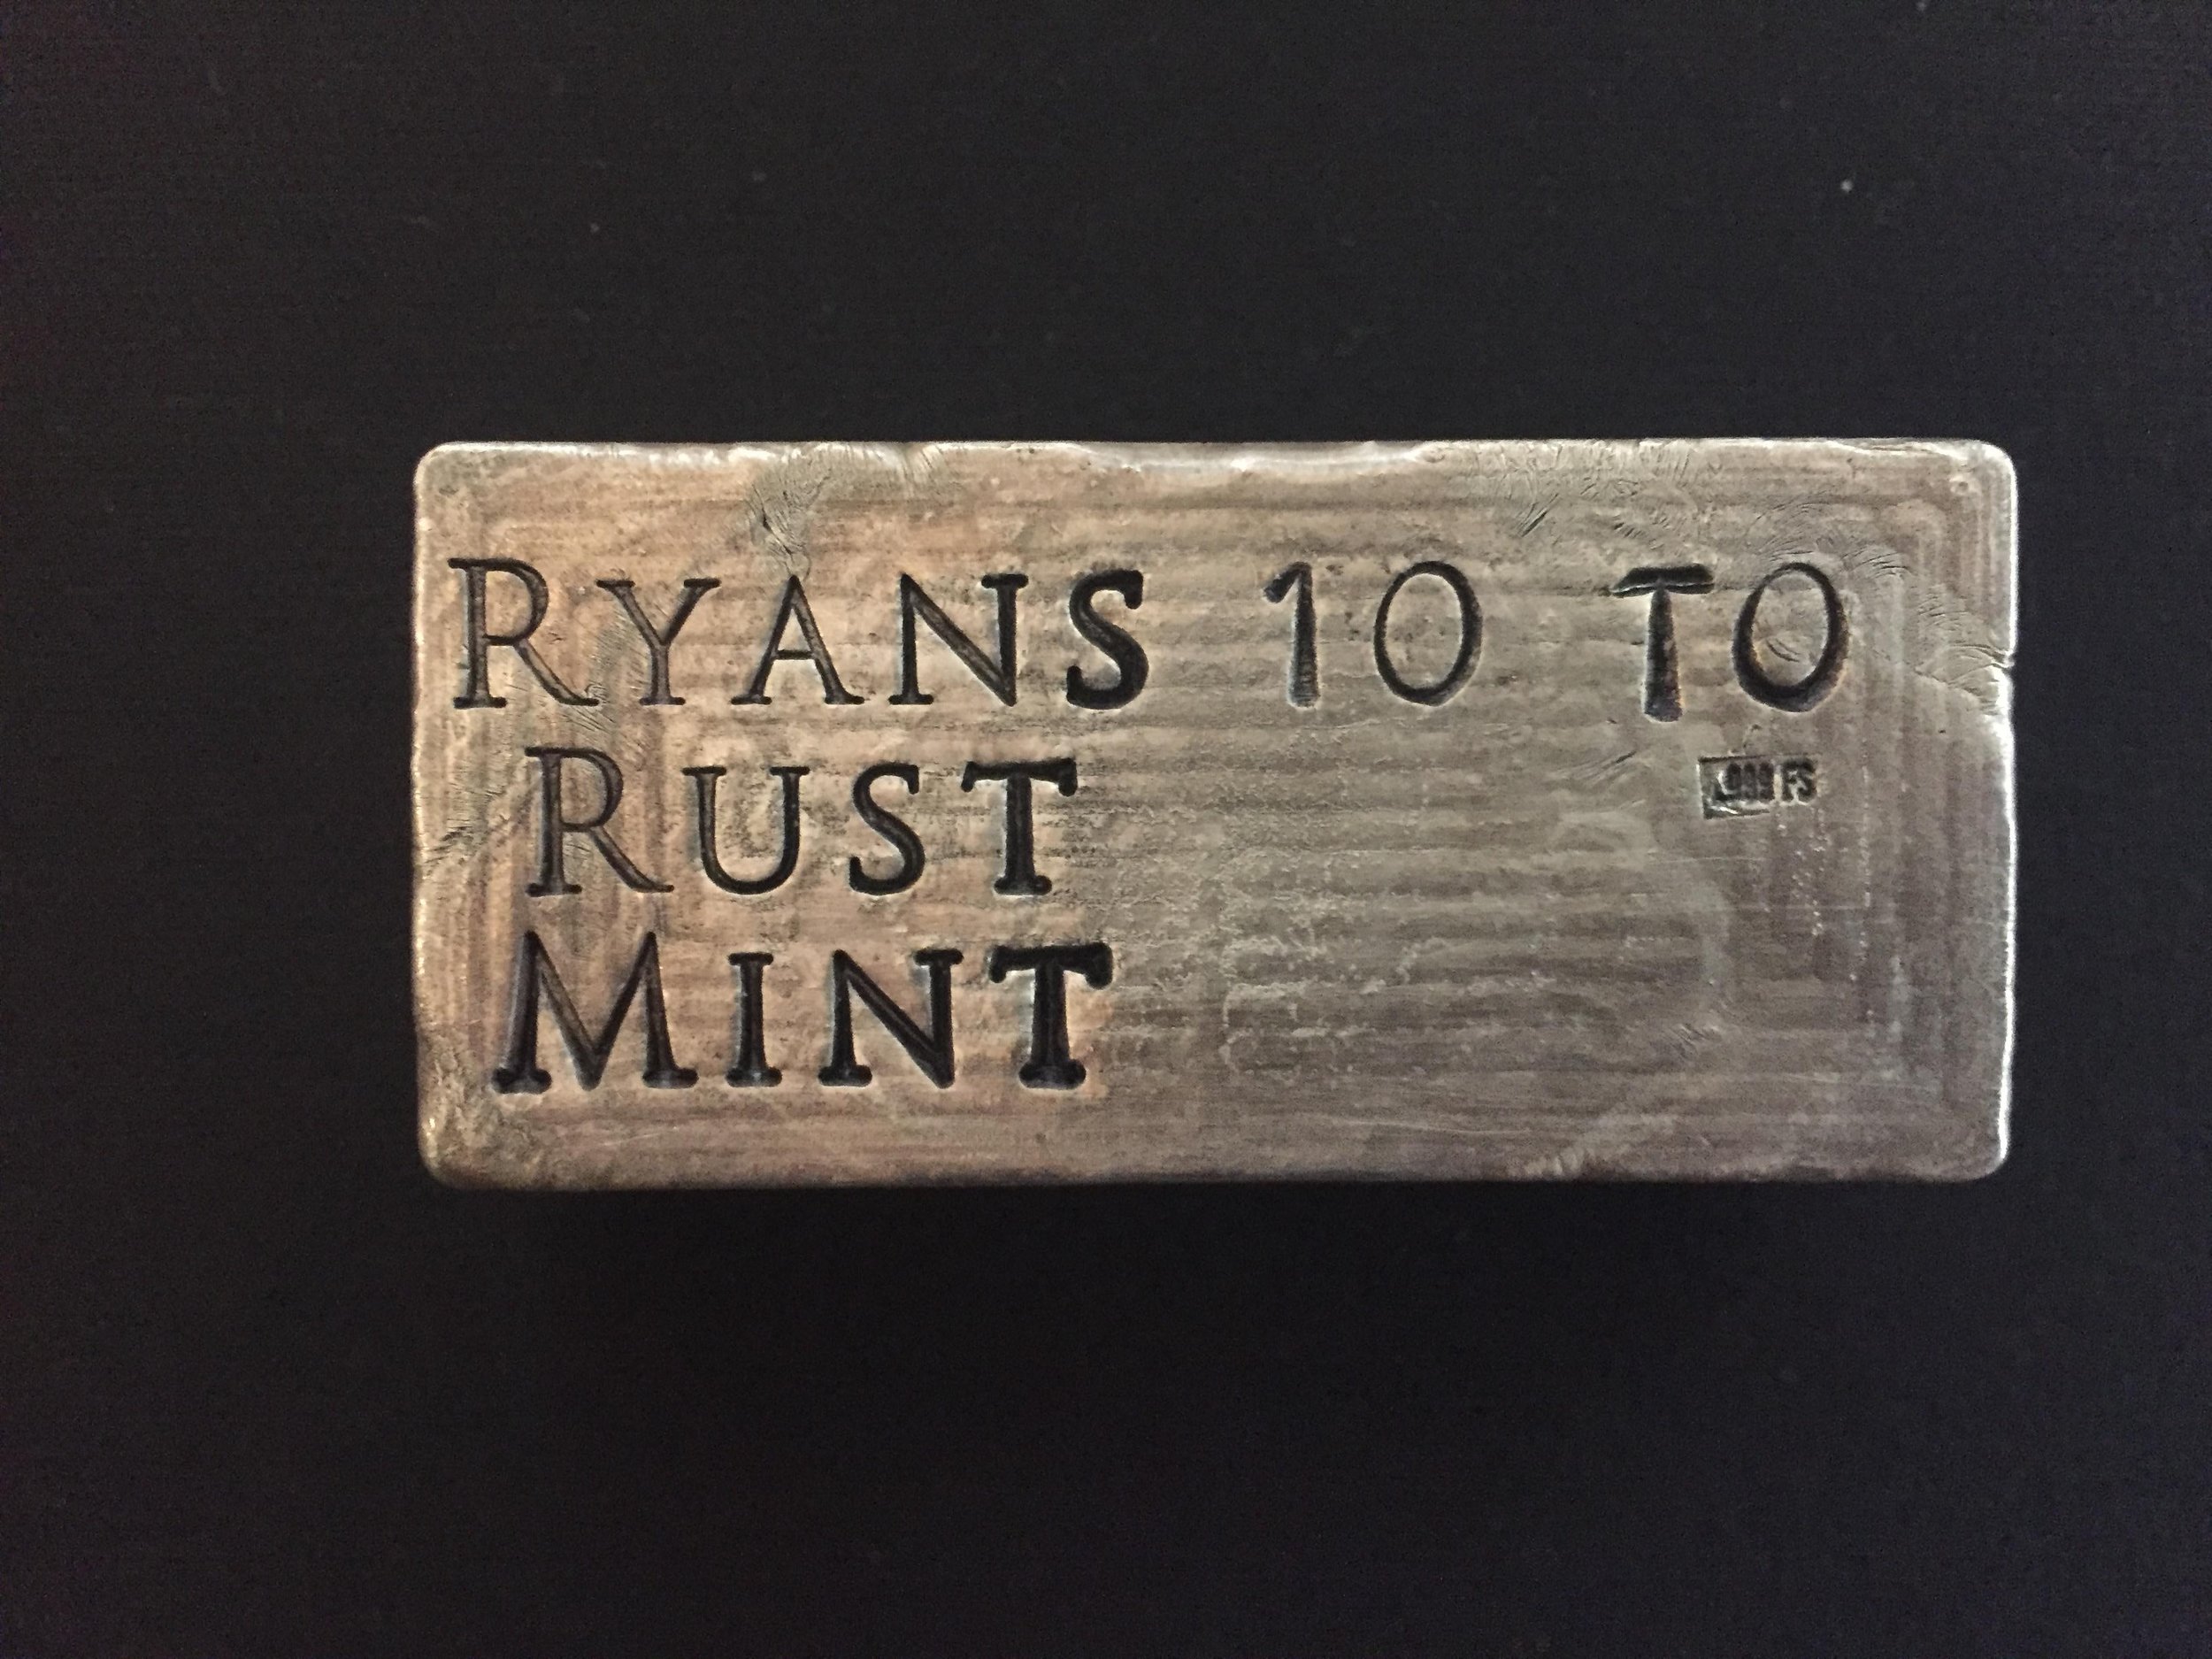 RYANS 10 TO
.999 FS
RUST
MINT